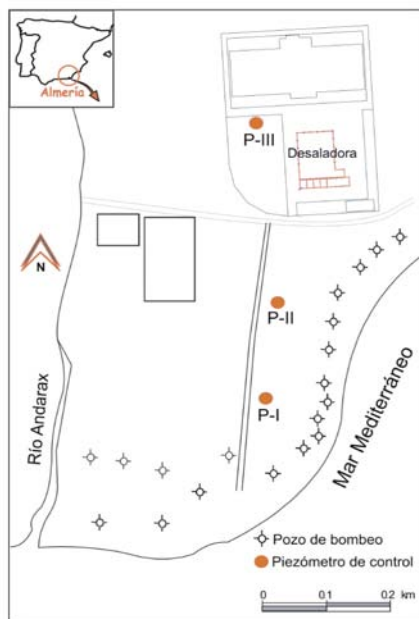 Almería
P-III
Desaladora
N
P-II
P-I
Río Andarax
Mar Mediterráneo
Pozo de bombeo
Piezómetro de control
0 0.1 0.2 km